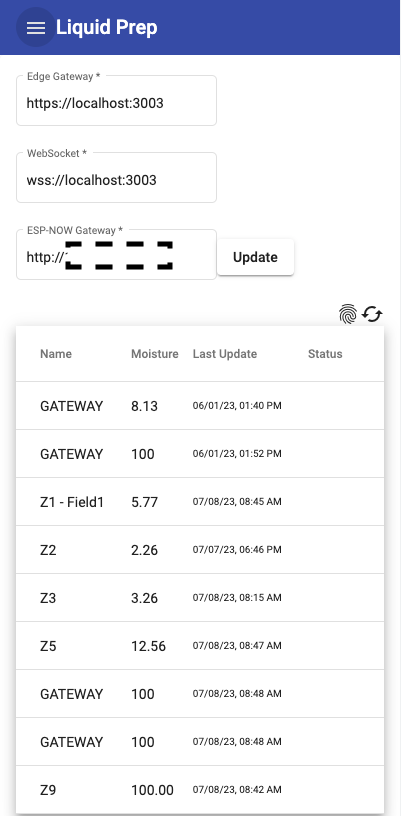 Liquid Prep
Edge Gateway *
https://localhost:3003
WebSocket *
wss://localhost:3003
ESP-NOW Gateway *
http://
Update
Name Moisture Last Update Status
GATEWAY 8.13 06/01/23, 01:40 PM
GATEWAY 100 06/01/23, 01:52 PM
Z1 - Field1 5.77 07/08/23, 08:45 AM
Z2 2.26 07/07/23, 06:46 PM
Z3 3.26 07/08/23, 08:15 AM
Z5 12.56 07/08/23, 08:47 AM
GATEWAY 100 07/08/23, 08:48 AM
GATEWAY 100 07/08/23, 08:48 AM
Z9 100.00 07/08/23, 08:42 AM